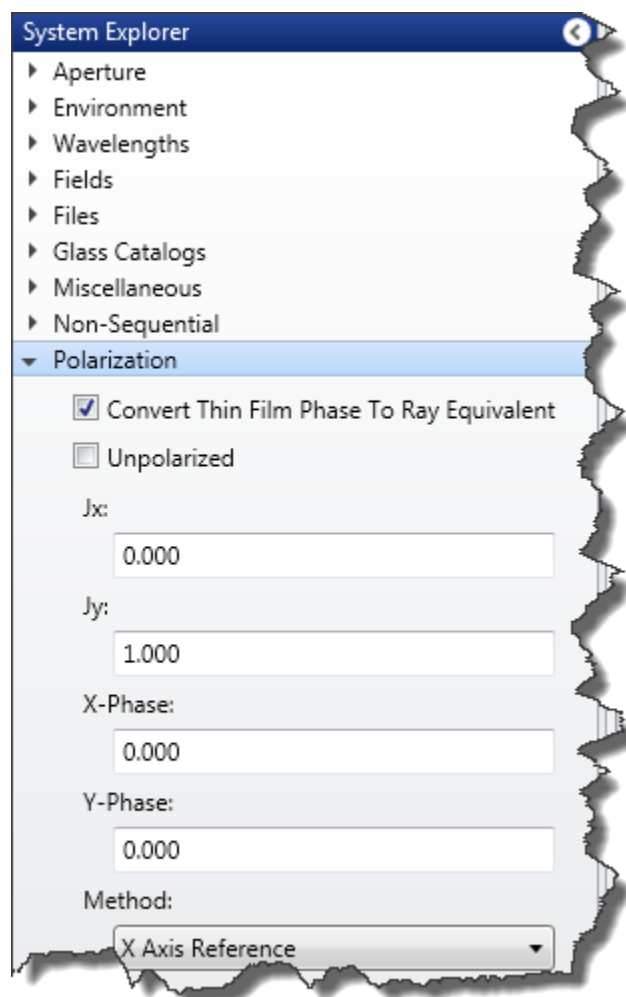 System Explorer
Aperture
Environment
Wavelengths
Fields
Files
Glass Catalogs
Miscellaneous
Non-Sequential
Polarization
Convert Thin Film Phase To Ray Equivalent
Unpolarized
Jx:
0.000
Jy:
1.000
X-Phase:
0.000
Y-Phase:
0.000
Method:
X Axis Reference